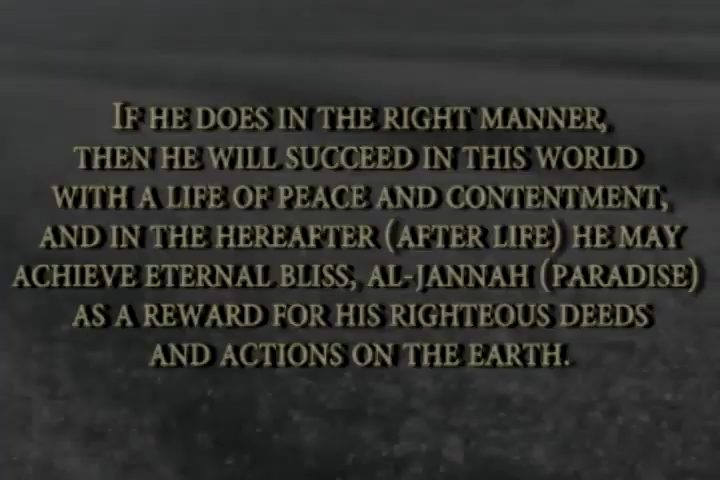 If he does in the right manner,
then he will succeed in this world
with a life of peace and contentment,
and in the hereafter (after life) he may
achieve eternal bliss, al-Jannah (paradise)
as a reward for his righteous deeds
and actions on the earth.